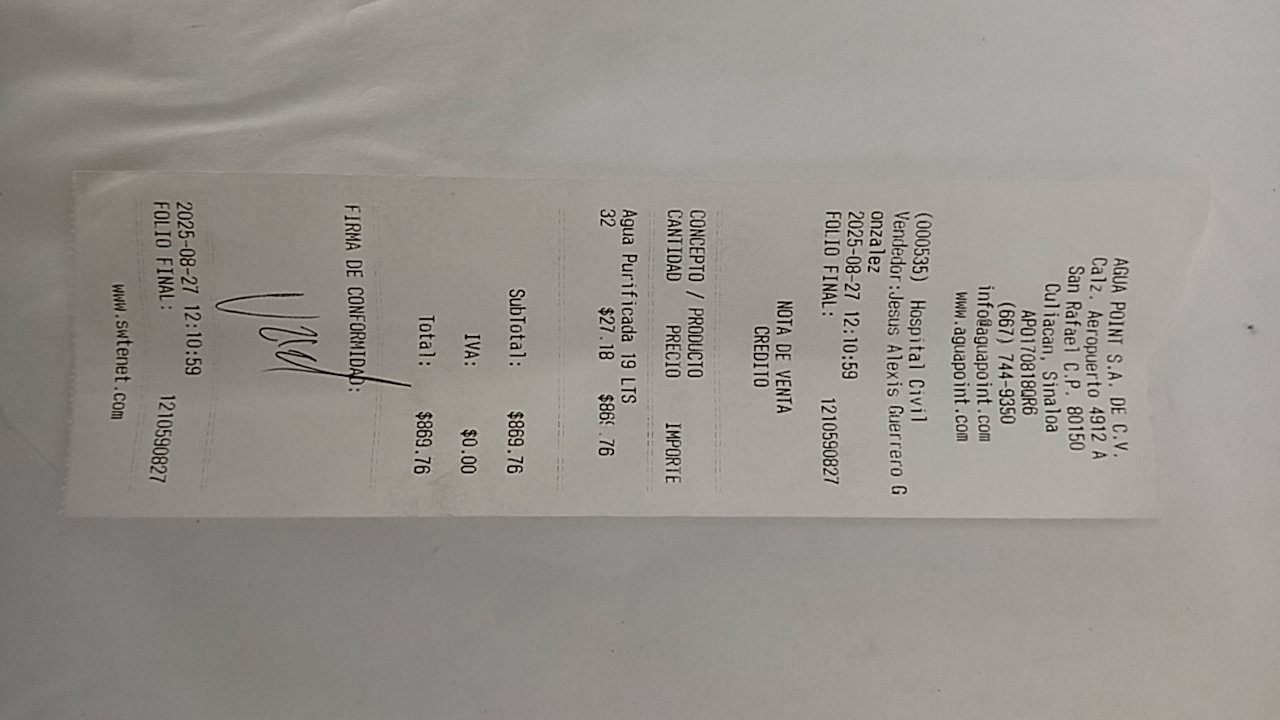 AGUA POINT S.A. DE C.V.
Calz. Aeropuerto 4912 A
San Rafael C.P. 80150
Culiacan, Sinaloa
APO170818QR6
(667) 744-9350
info@aguapoint.com
www.aguapoint.com
(000535) Hospital Civil
Vendedor:Jesus Alexis Guerrero G
onzalez
2025-08-27 12:10:59
FOLIO FINAL: 1210590827
NOTA DE VENTA
CREDITO
CONCEPTO / PRODUCTO
CANTIDAD PRECIO IMPORTE
Agua Purificada 19 LTS
32 $27.18 $869.76
SubTotal: $869.76
IVA: $0.00
Total: $869.76
FIRMA DE CONFORMIDAD:
2025-08-27 12:10:59
FOLIO FINAL: 1210590827
www.swtenet.com